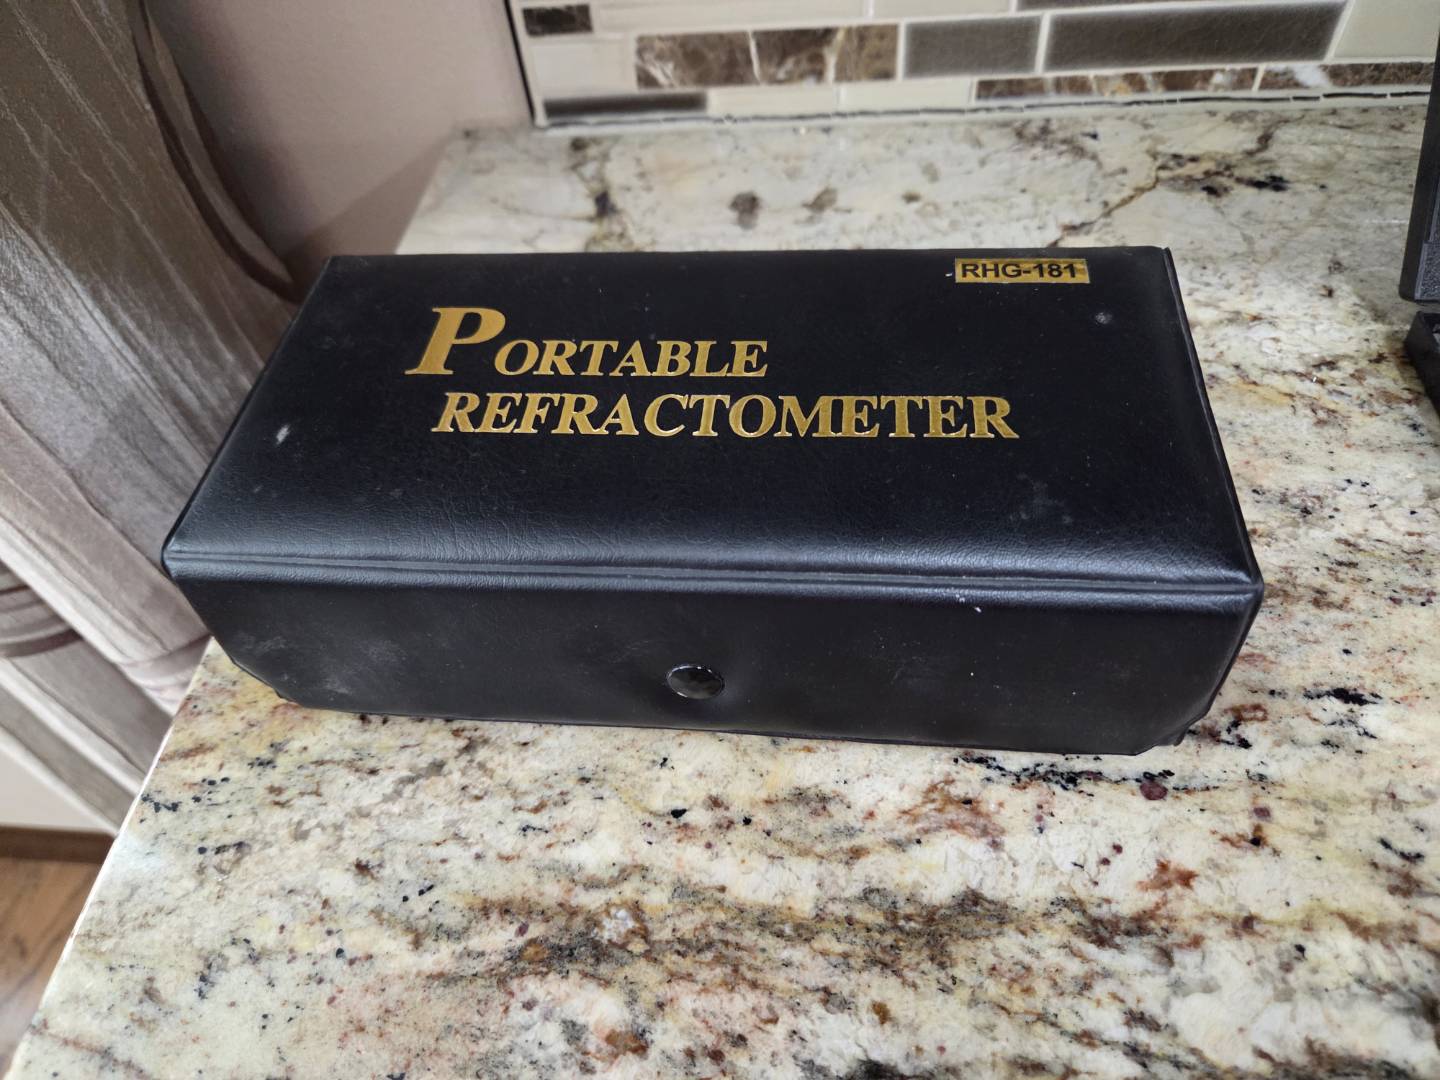 RHG-181
PORTABLE
REFRACTOMETER